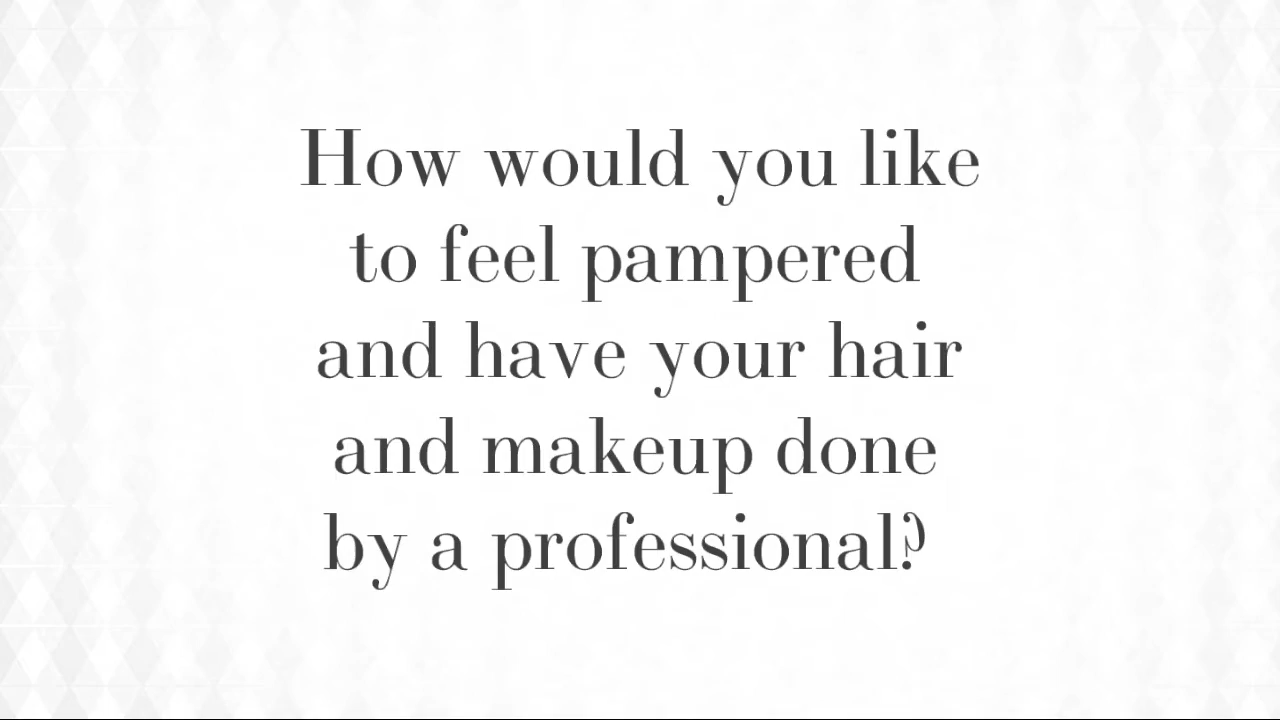 How would you like
to feel pampered
and have your hair
and makeup done
by a professional?